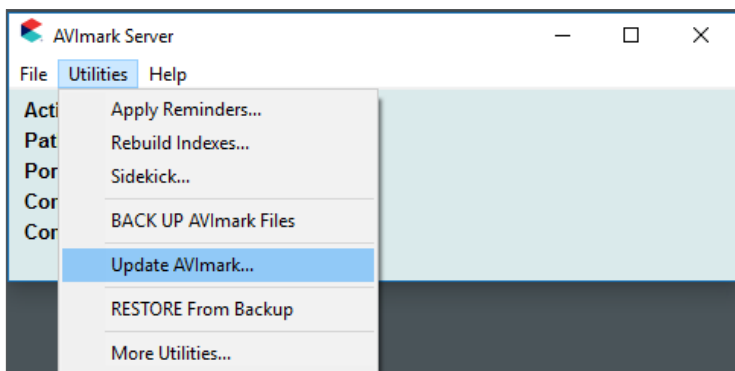 AVImark Server
File Utilities Help
Acti
Pat
Por
Cor
Cor
Apply Reminders...
Rebuild Indexes...
Sidekick...
BACK UP AVImark Files
Update AVImark...
RESTORE From Backup
More Utilities...